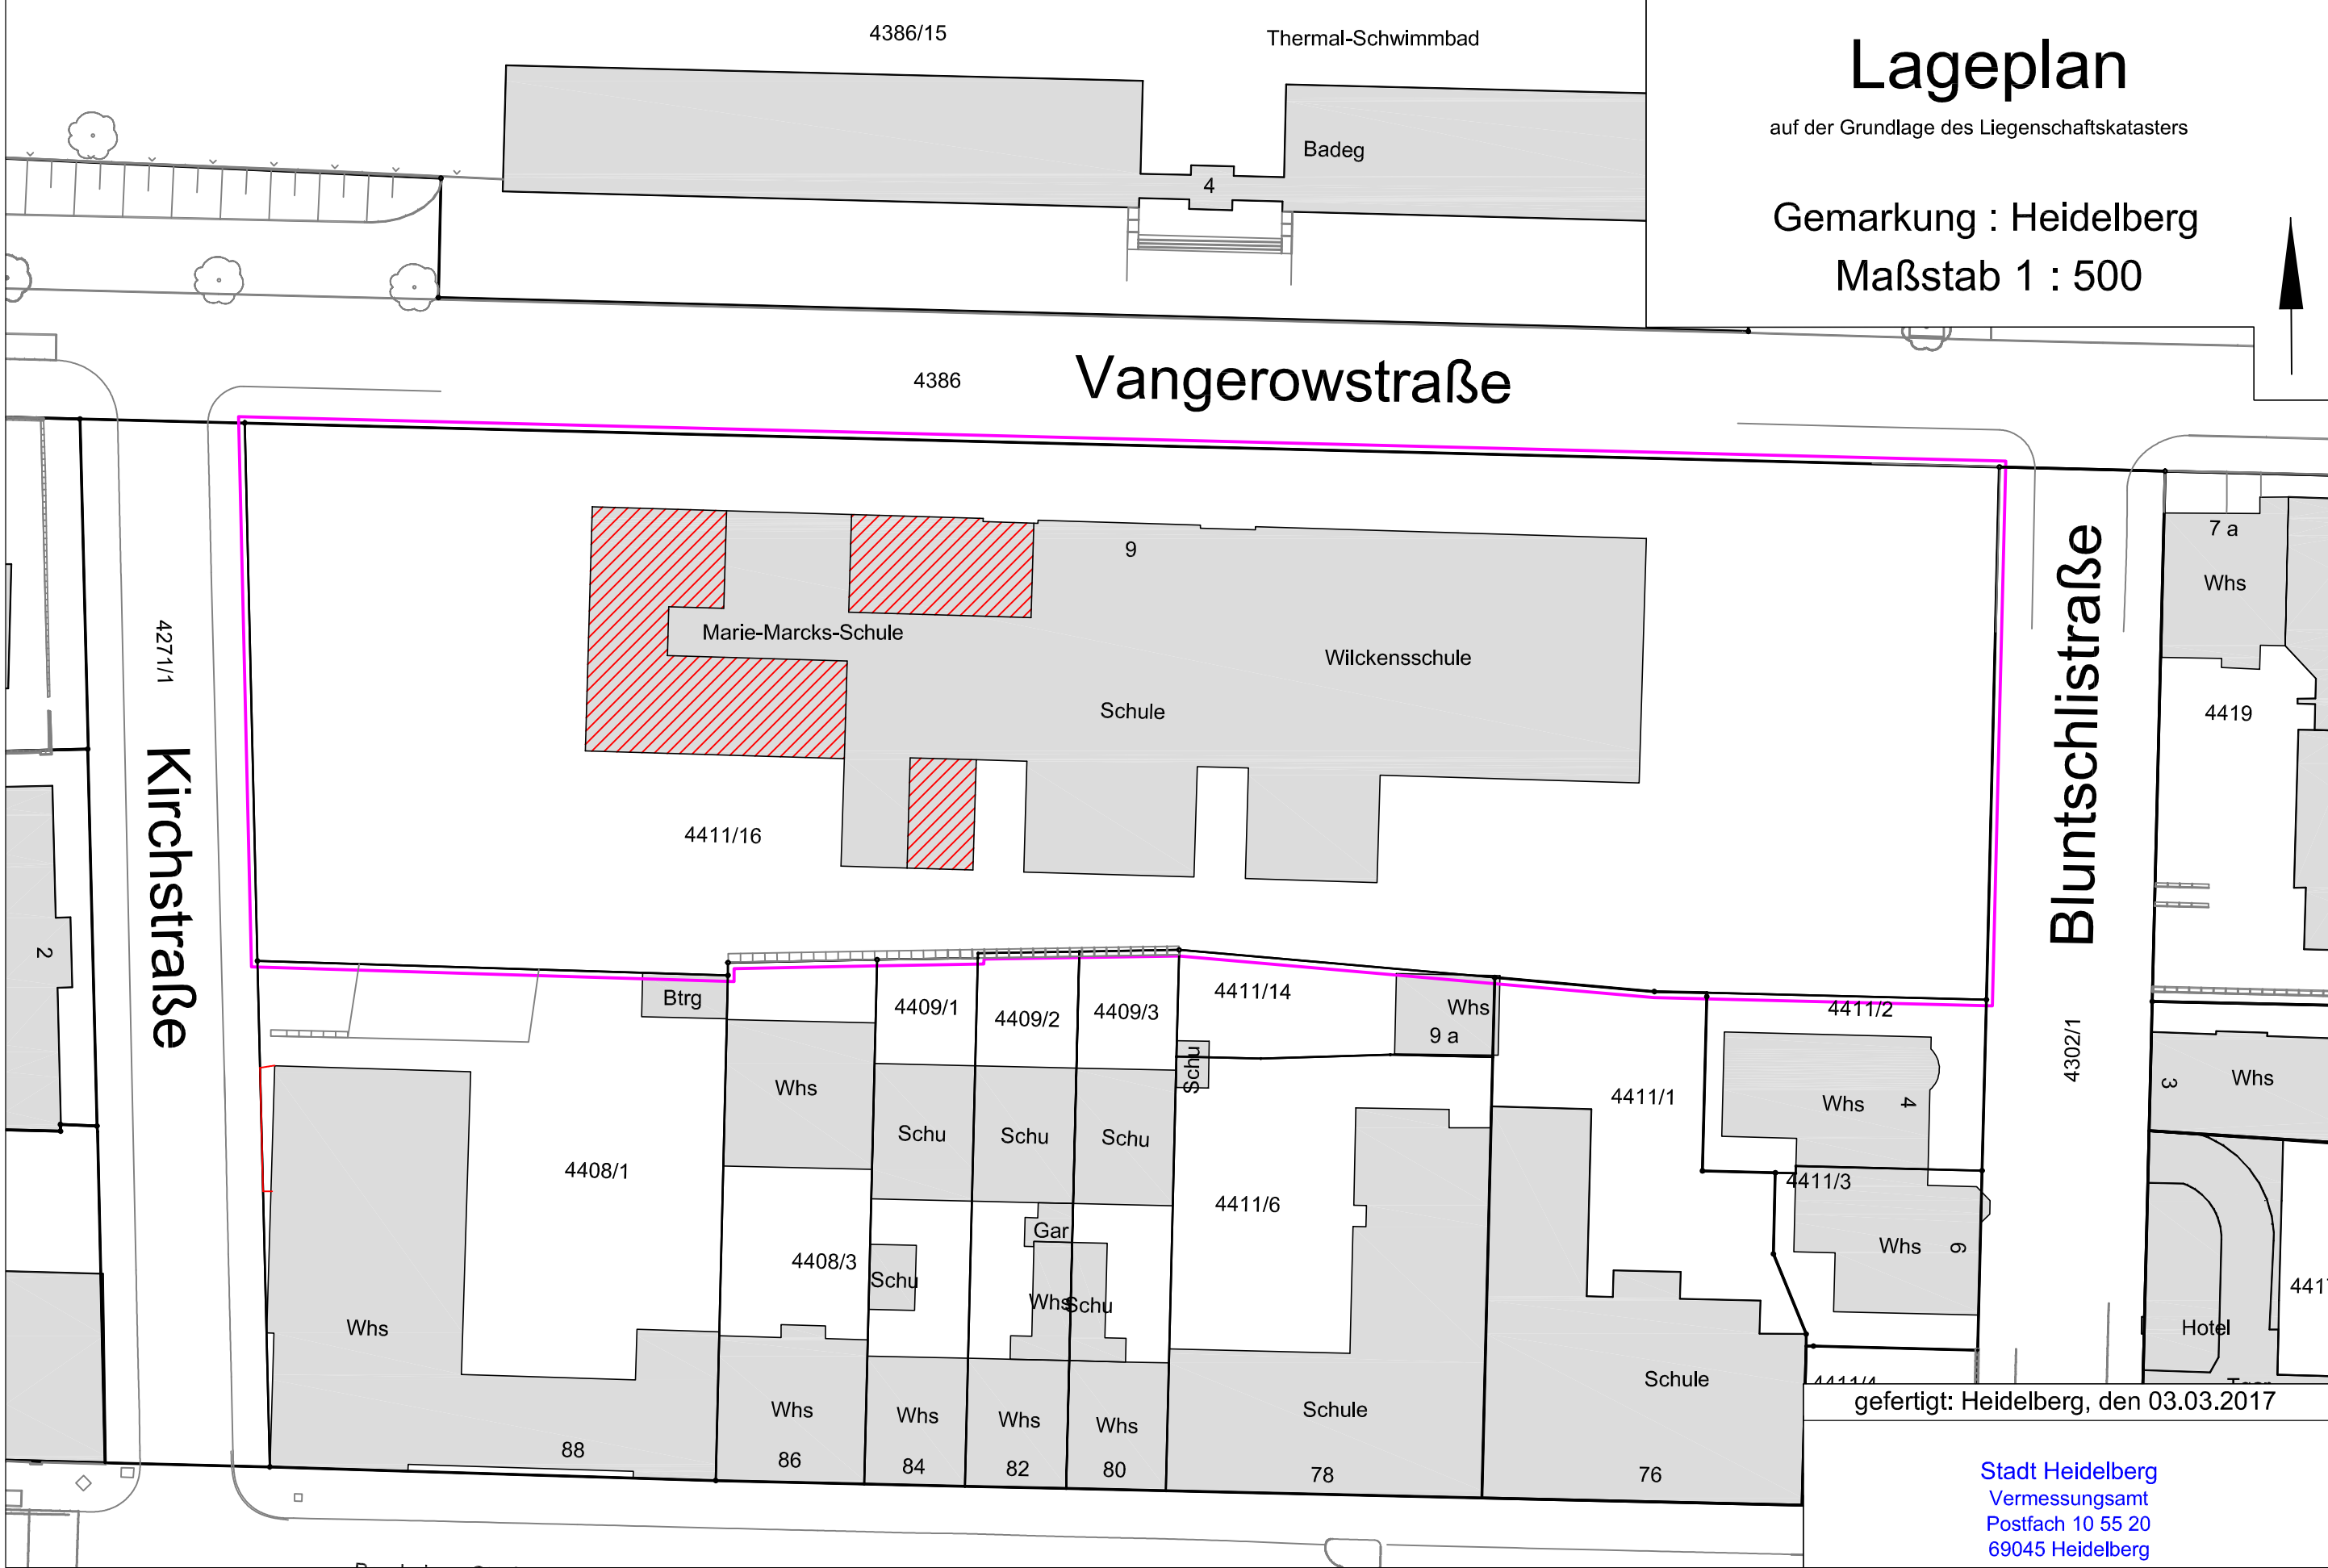 4386/15
Thermal-Schwimmbad
Badeg
4
Lageplan
auf der Grundlage des Liegenschaftskatasters
Gemarkung : Heidelberg
Maßstab 1 : 500
4386
Vangerowstraße
9
Marie-Marcks-Schule
Wilckensschule
Schule
4411/16
4271/1
Kirchstraße
2
Bluntschlistraße
4302/1
7 a
Whs
4419
Btrg
4409/1
4409/2
4409/3
4411/14
Whs
9 a
4411/2
Schu
Whs
Schu
Schu
Schu
4411/1
Whs
4
3
Whs
4408/1
4408/3
4411/6
4411/3
Gar
Schu
Whs
Schu
Whs
6
Whs
Hotel
Whs
86
Whs
84
Whs
82
Whs
80
Schule
78
Schule
76
88
4411/4
gefertigt: Heidelberg, den 03.03.2017
Stadt Heidelberg
Vermessungsamt
Postfach 10 55 20
69045 Heidelberg